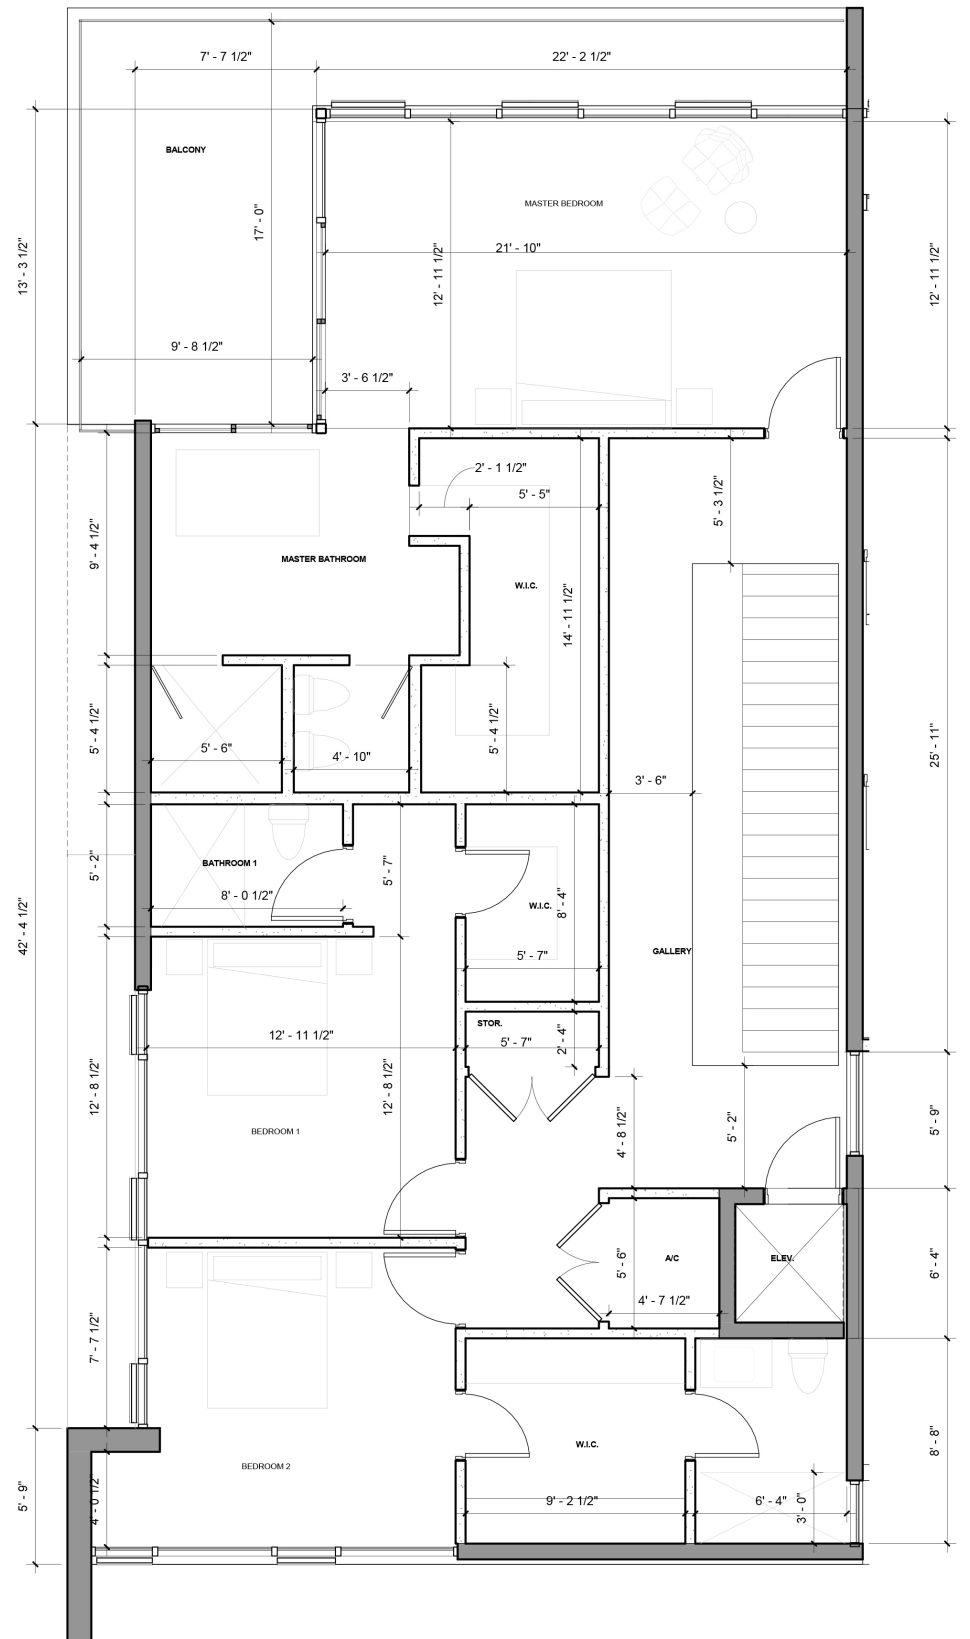 7' - 7 1/2"
22' - 2 1/2"
BALCONY
MASTER BEDROOM
17' - 0"
21' - 10"
12' - 11 1/2"
12' - 11 1/2"
13' - 3 1/2"
9' - 8 1/2"
3' - 6 1/2"
2' - 1 1/2"
5' - 5"
5' - 3 1/2"
9' - 4 1/2"
MASTER BATHROOM
W.I.C.
14' - 11 1/2"
5' - 4 1/2"
5' - 6"
4' - 10"
5' - 4 1/2"
3' - 6"
25' - 11"
5' - 2"
BATHROOM 1
8' - 0 1/2"
5' - 7"
W.I.C.
8' - 4"
5' - 7"
GALLERY
42' - 4 1/2"
STOR.
5' - 7"
2' - 4"
12' - 11 1/2"
12' - 8 1/2"
12' - 8 1/2"
BEDROOM 1
4' - 8 1/2"
5' - 2"
5' - 9"
A/C
5' - 6"
4' - 7 1/2"
ELEV.
6' - 4"
7' - 7 1/2"
W.I.C.
BEDROOM 2
8' - 8"
5' - 9"
4' - 0 1/2"
9' - 2 1/2"
6' - 4"
3' - 0"